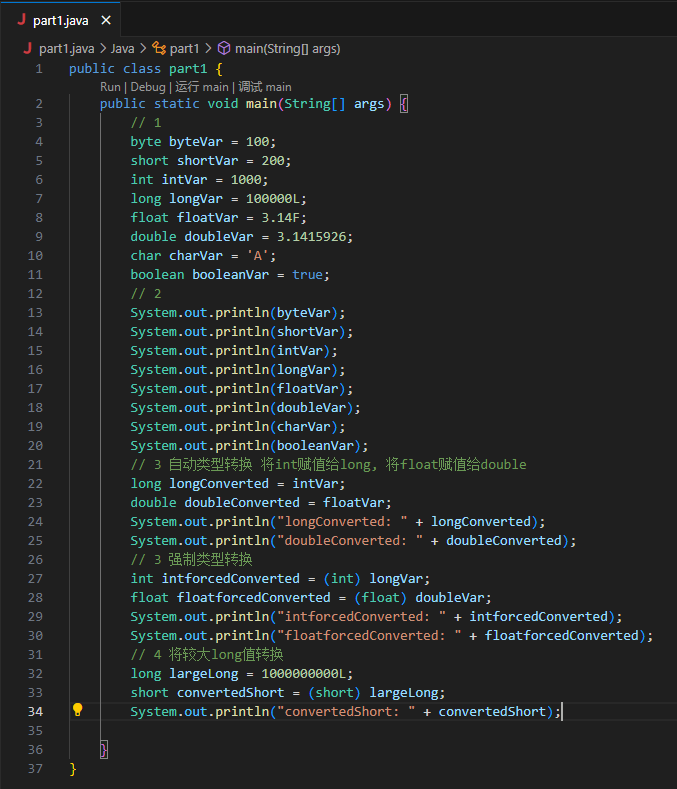 part1.java
part1.java > Java > part1 > main(String[] args)
1 public class part1 {
Run | Debug | 运行 main | 调试 main
2 public static void main(String[] args) {
3 // 1
4 byte byteVar = 100;
5 short shortVar = 200;
6 int intVar = 1000;
7 long longVar = 100000L;
8 float floatVar = 3.14F;
9 double doubleVar = 3.1415926;
10 char charVar = 'A';
11 boolean booleanVar = true;
12 // 2
13 System.out.println(byteVar);
14 System.out.println(shortVar);
15 System.out.println(intVar);
16 System.out.println(longVar);
17 System.out.println(floatVar);
18 System.out.println(doubleVar);
19 System.out.println(charVar);
20 System.out.println(booleanVar);
21 // 3 自动类型转换 将int赋值给long, 将float赋值给double
22 long longConverted = intVar;
23 double doubleConverted = floatVar;
24 System.out.println("longConverted: " + longConverted);
25 System.out.println("doubleConverted: " + doubleConverted);
26 // 3 强制类型转换
27 int intforcedConverted = (int) longVar;
28 float floatforcedConverted = (float) doubleVar;
29 System.out.println("intforcedConverted: " + intforcedConverted);
30 System.out.println("floatforcedConverted: " + floatforcedConverted);
31 // 4 将较大long值转换
32 long largeLong = 1000000000L;
33 short convertedShort = (short) largeLong;
34 System.out.println("convertedShort: " + convertedShort);
35
36 }
37 }